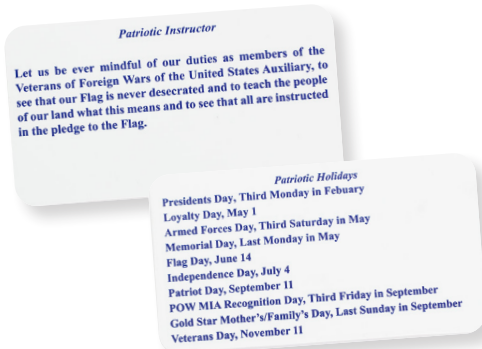 Patriotic Instructor
Let us be ever mindful of our duties as members of the
Veterans of Foreign Wars of the United States Auxiliary, to
see that our Flag is never desecrated and to teach the people
of our land what this means and to see that all are instructed
in the pledge to the Flag.
Patriotic Holidays
Presidents Day, Third Monday in Febuary
Loyalty Day, May 1
Armed Forces Day, Third Saturday in May
Memorial Day, Last Monday in May
Flag Day, June 14
Independence Day, July 4
Patriot Day, September 11
POW MIA Recognition Day, Third Friday in September
Gold Star Mother's/Family's Day, Last Sunday in September
Veterans Day, November 11